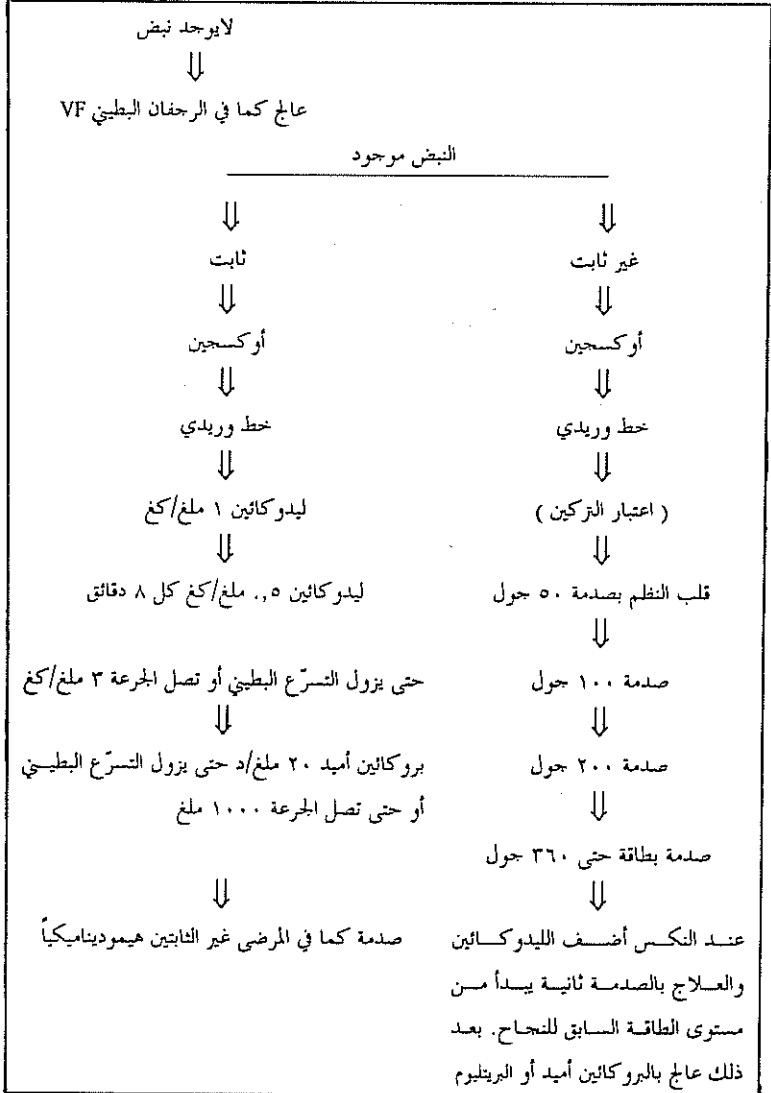 لايوجد نبض
⇓
عالج كما في الرجفان البطيني VF
النبض موجود
⇓ ⇓
غير ثابت
ثابت
⇓ ⇓
أوكسجين
أوكسجين
⇓ ⇓
خط وريدي
خط وريدي
⇓ ⇓
( اعتبار التركين )
ليدوكائين ١ ملغ/كغ
⇓ ⇓
قلب النظم بصدمة ٥٠ جول
ليدوكائين ٠,٥ ملغ/كغ كل ٨ دقائق
⇓
صدمة ١٠٠ جول
حتى يزول التسرّع البطيني أو تصل الجرعة ٣ ملغ/كغ
⇓ ⇓
صدمة ٢٠٠ جول
بروكائين أميد ٢٠ ملغ/د حتى يزول التسرّع البطيني
أو حتى تصل الجرعة ١٠٠٠ ملغ
⇓
صدمة بطاقة حتى ٣٦٠ جول
⇓ ⇓
صدمة كما في المرضى غير الثابتين هيموديناميكياً
عند النكس أضف الليدوكائين
والعلاج بالصدمة ثانية يبدأ من
مستوى الطاقة السابق للنجاح. بعد
ذلك عالج بالبروكائين أميد أو البريتليوم